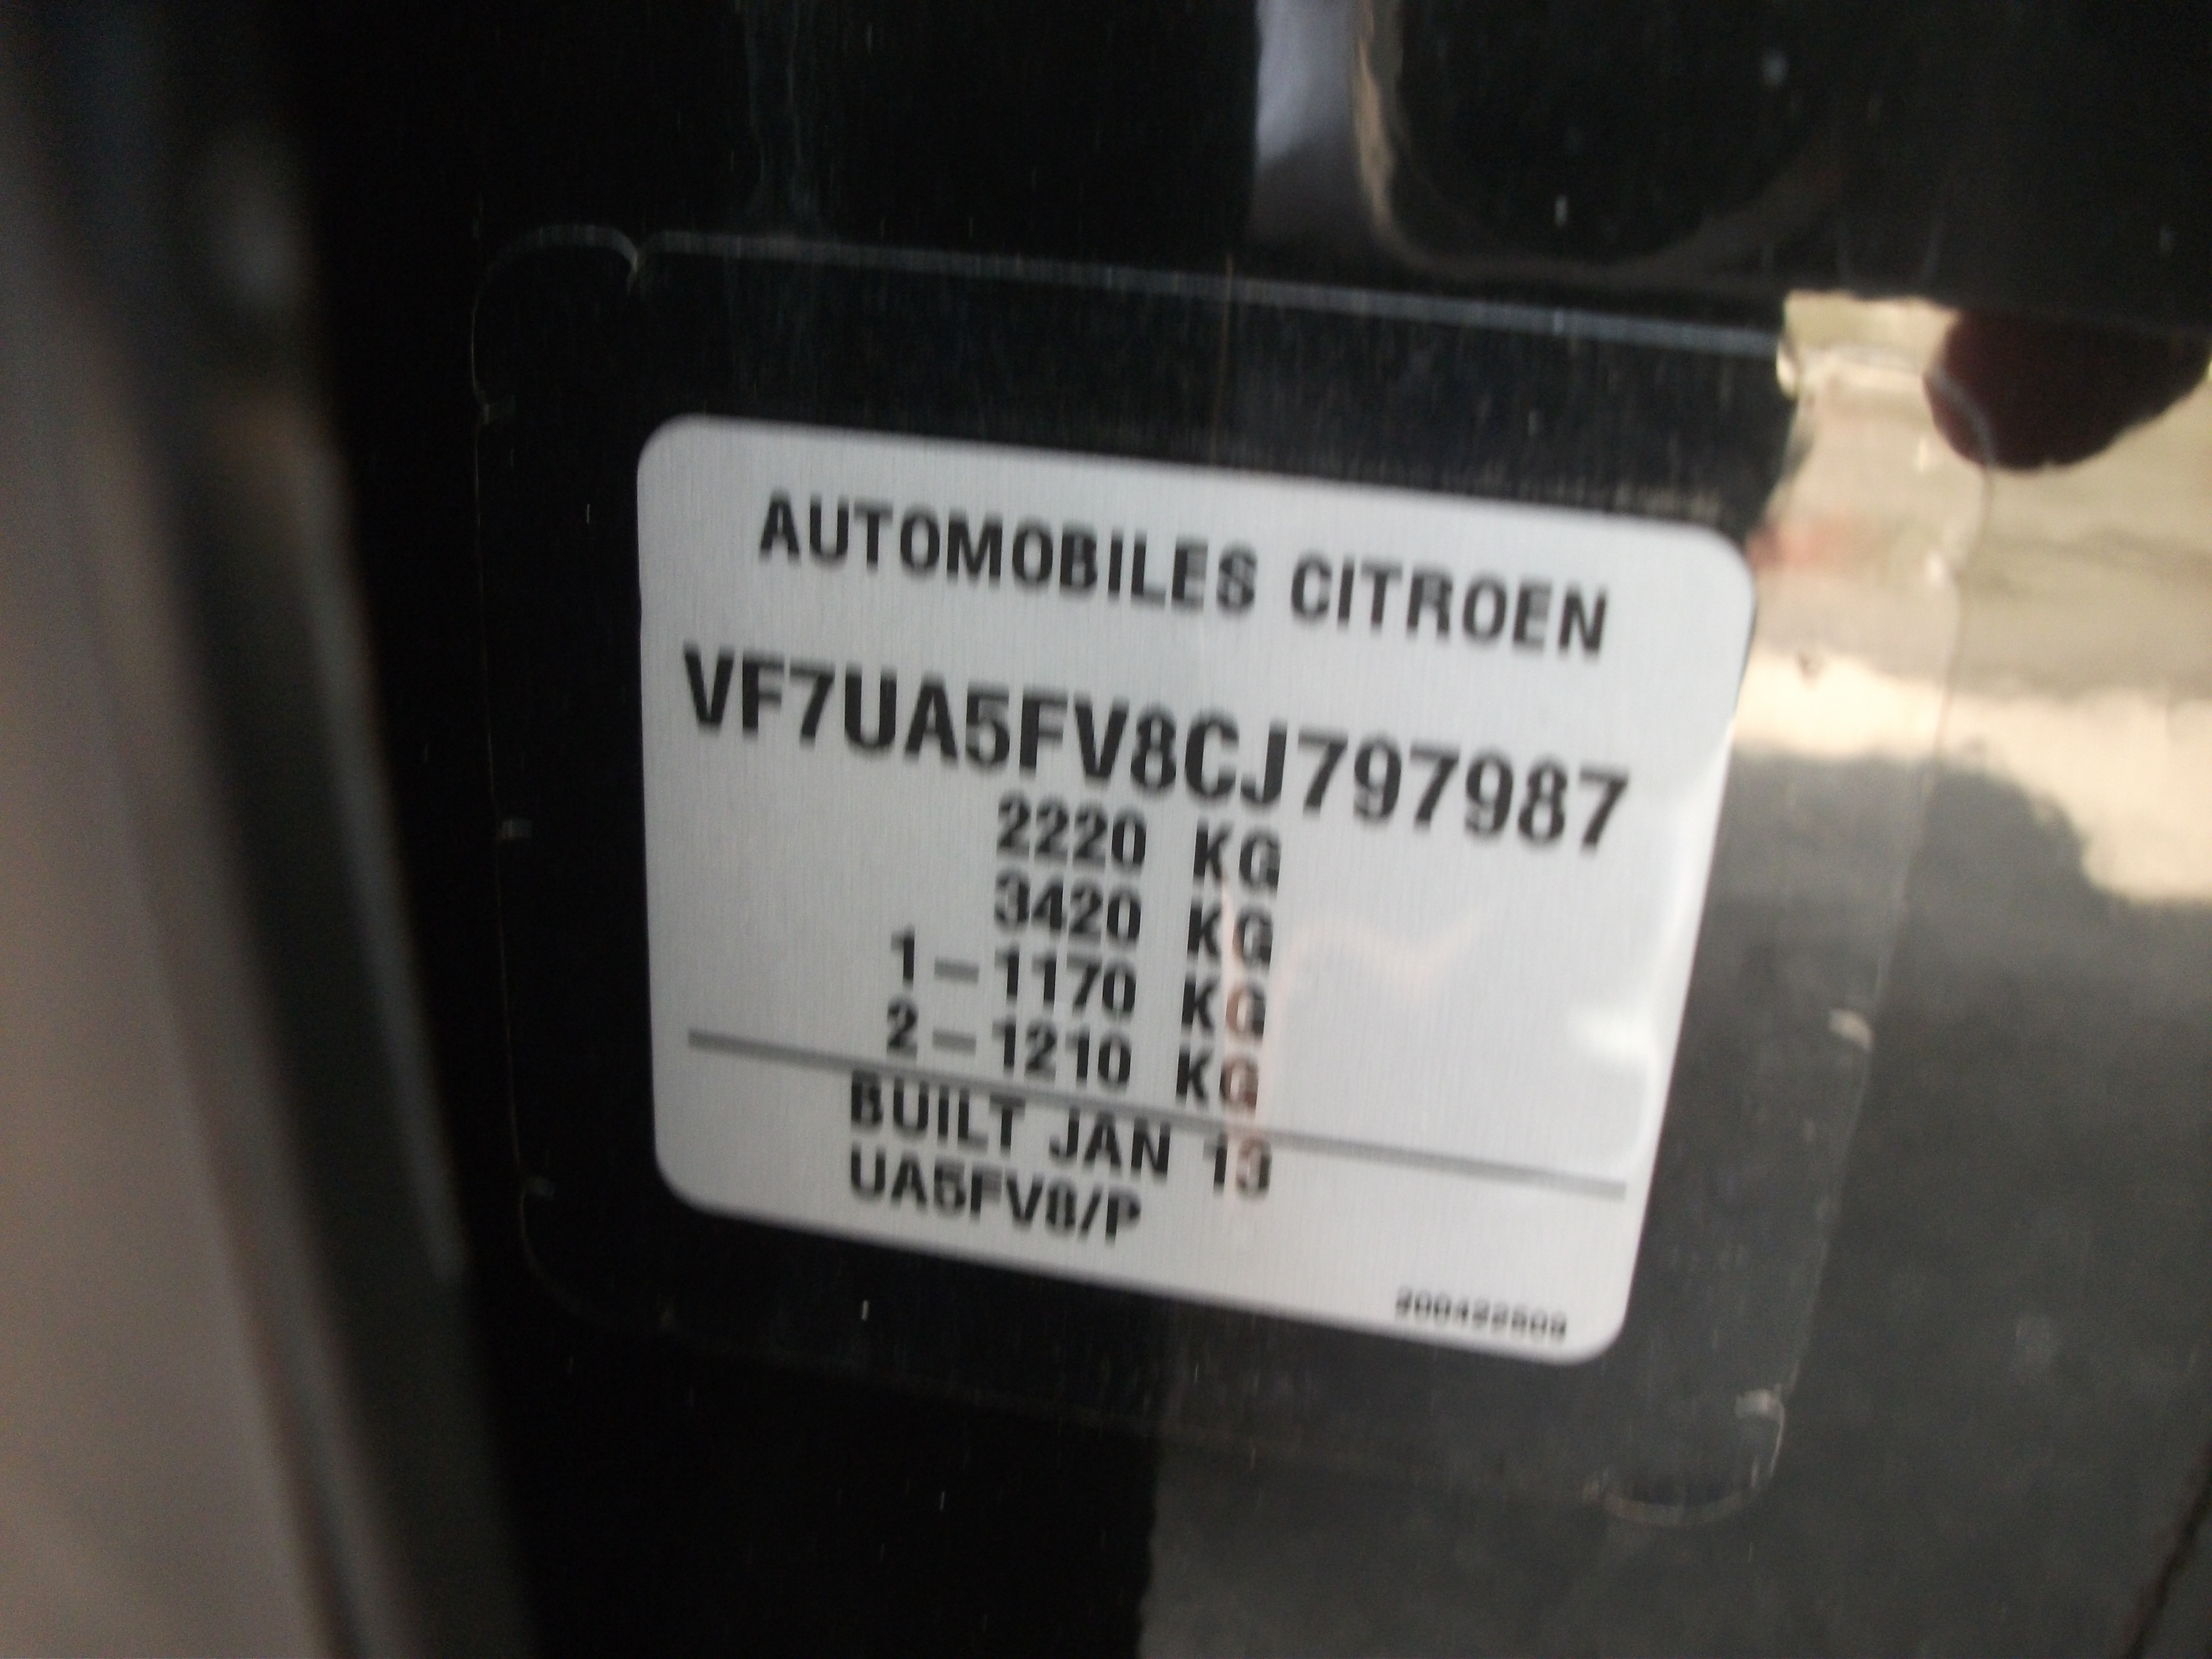 AUTOMOBILES CITROEN
VF7UA5FV8CJ797987
2220 KG
3420 KG
1-1170 KG
2-1210 KG
BUILT JAN 13
UA5FV8/P